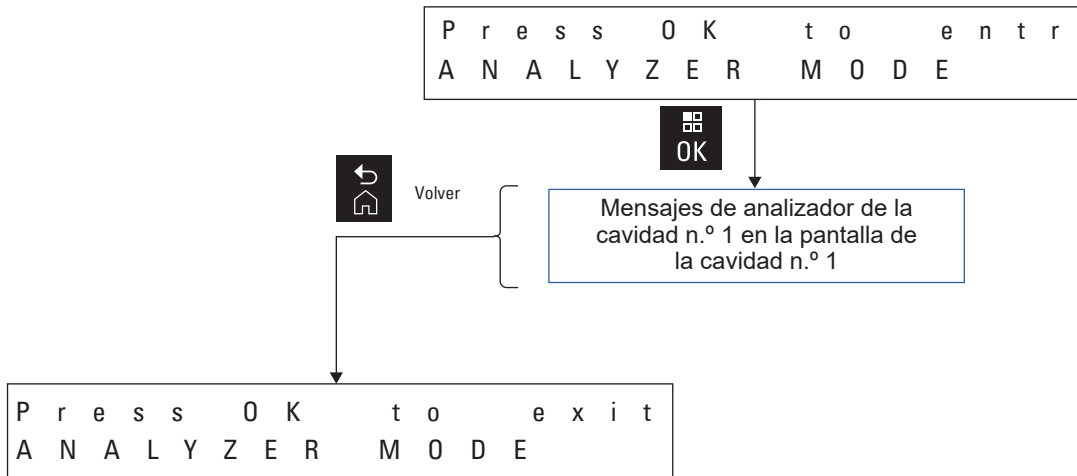 Press OK to entr
ANALYZER MODE
OK
Volver
Mensajes de analizador de la
cavidad n.º 1 en la pantalla de
la cavidad n.º 1
Press OK to exit
ANALYZER MODE